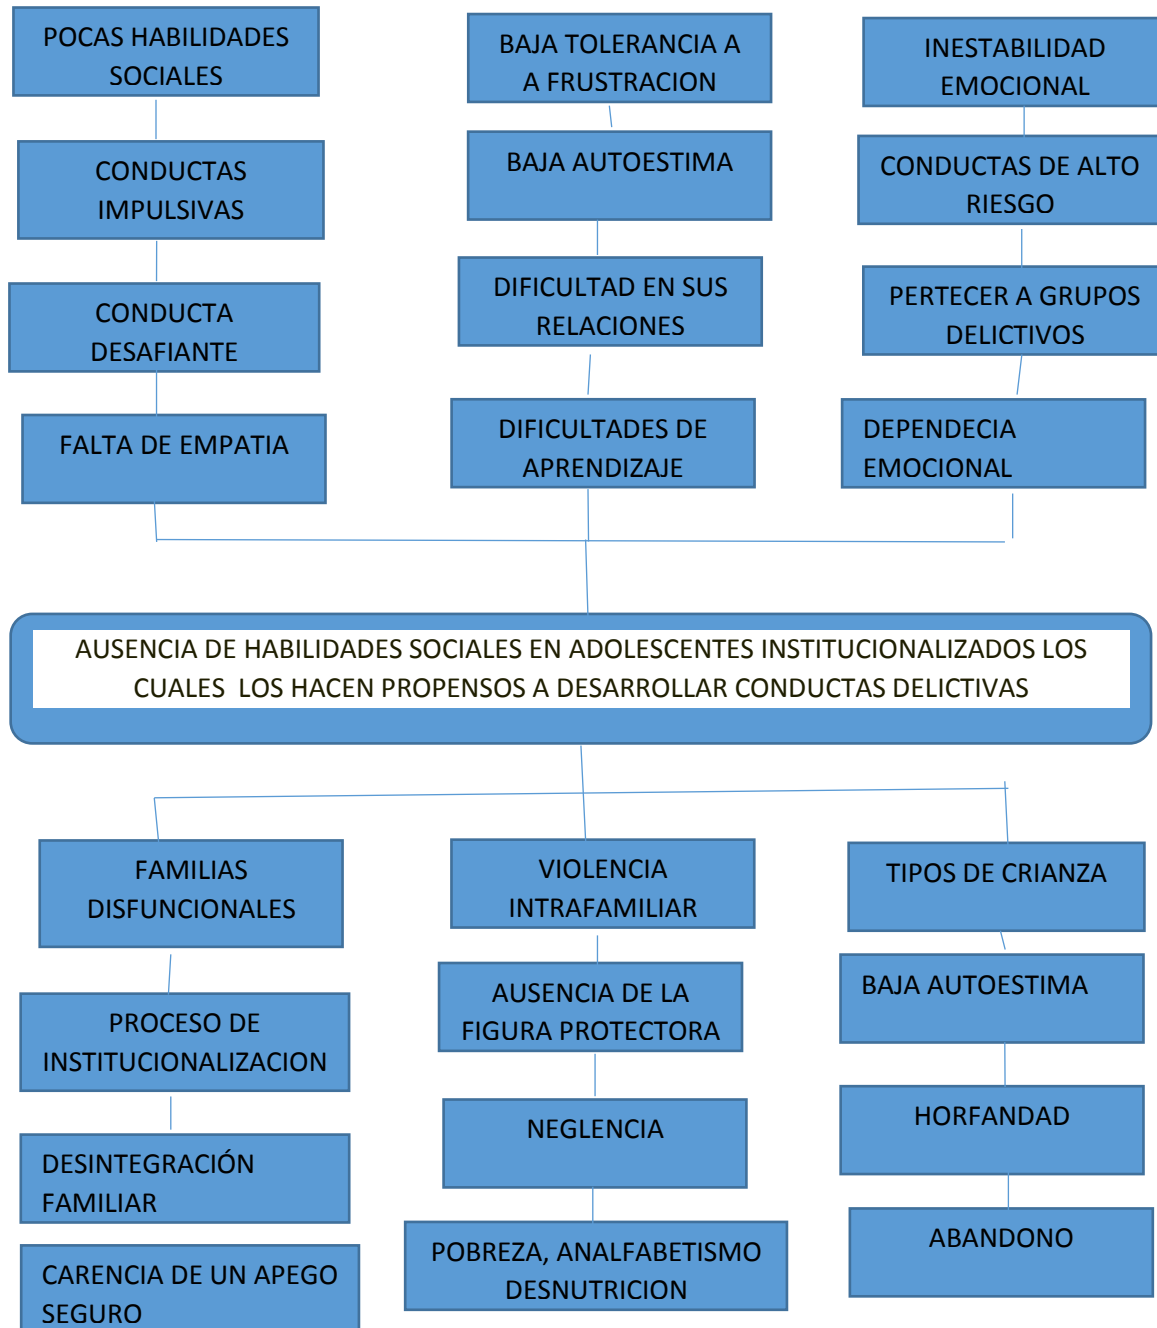 POCAS HABILIDADES
SOCIALES
BAJA TOLERANCIA A
A FRUSTRACION
INESTABILIDAD
EMOCIONAL
CONDUCTAS
IMPULSIVAS
BAJA AUTOESTIMA
CONDUCTAS DE ALTO
RIESGO
CONDUCTA
DESAFIANTE
DIFICULTAD EN SUS
RELACIONES
PERTECER A GRUPOS
DELICTIVOS
FALTA DE EMPATIA
DIFICULTADES DE
APRENDIZAJE
DEPENDECIA
EMOCIONAL
AUSENCIA DE HABILIDADES SOCIALES EN ADOLESCENTES INSTITUCIONALIZADOS LOS
CUALES LOS HACEN PROPENSOS A DESARROLLAR CONDUCTAS DELICTIVAS
FAMILIAS
DISFUNCIONALES
VIOLENCIA
INTRAFAMILIAR
TIPOS DE CRIANZA
PROCESO DE
INSTITUCIONALIZACION
AUSENCIA DE LA
FIGURA PROTECTORA
BAJA AUTOESTIMA
DESINTEGRACIÓN
FAMILIAR
NEGLENCIA
HORFANDAD
CARENCIA DE UN APEGO
SEGURO
POBREZA, ANALFABETISMO
DESNUTRICION
ABANDONO